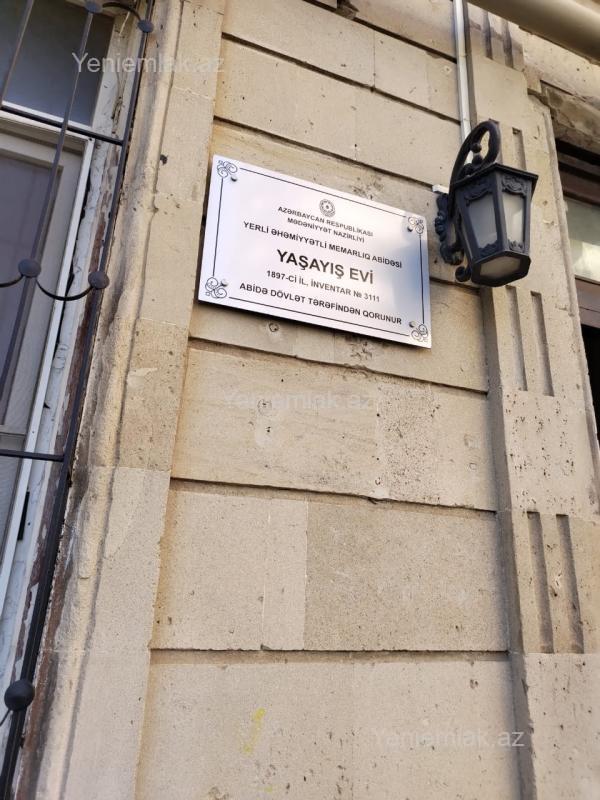 Yeniemlak.az
AZƏRBAYCAN RESPUBLİKASI
MƏDƏNİYYƏT NAZİRLİYİ
YERLİ ƏHƏMİYYƏTLİ MEMARLIQ ABİDƏSİ
YAŞAYIŞ EVİ
1897-Cİ İL, İNVENTAR № 3111
ABİDƏ DÖVLƏT TƏRƏFİNDƏN QORUNUR
Yeniemlak.az
Yeniemlak.az